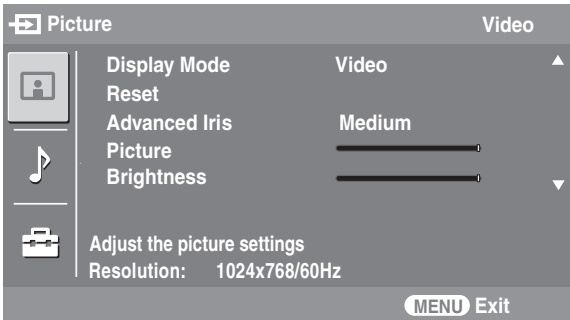 Picture Video
Display Mode Video
Reset
Advanced Iris Medium
Picture
Brightness
Adjust the picture settings
Resolution: 1024x768/60Hz
MENU Exit